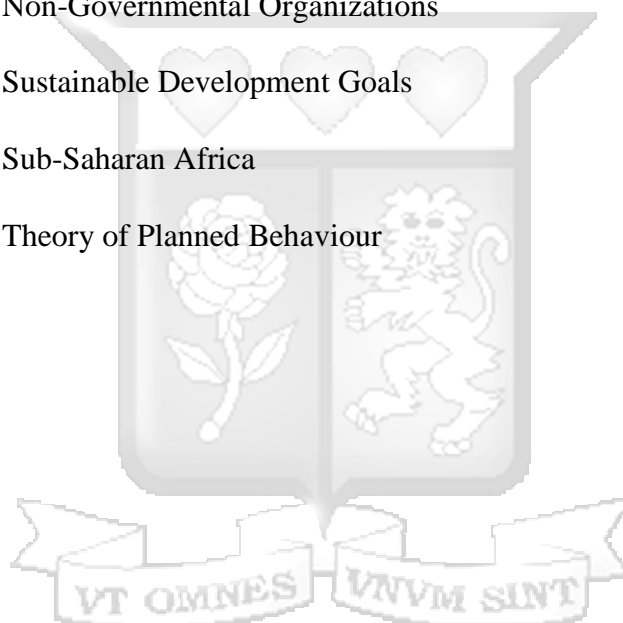 Non-Governmental Organizations
Sustainable Development Goals
Sub-Saharan Africa
Theory of Planned Behaviour
VT OMNES VNVM SINT